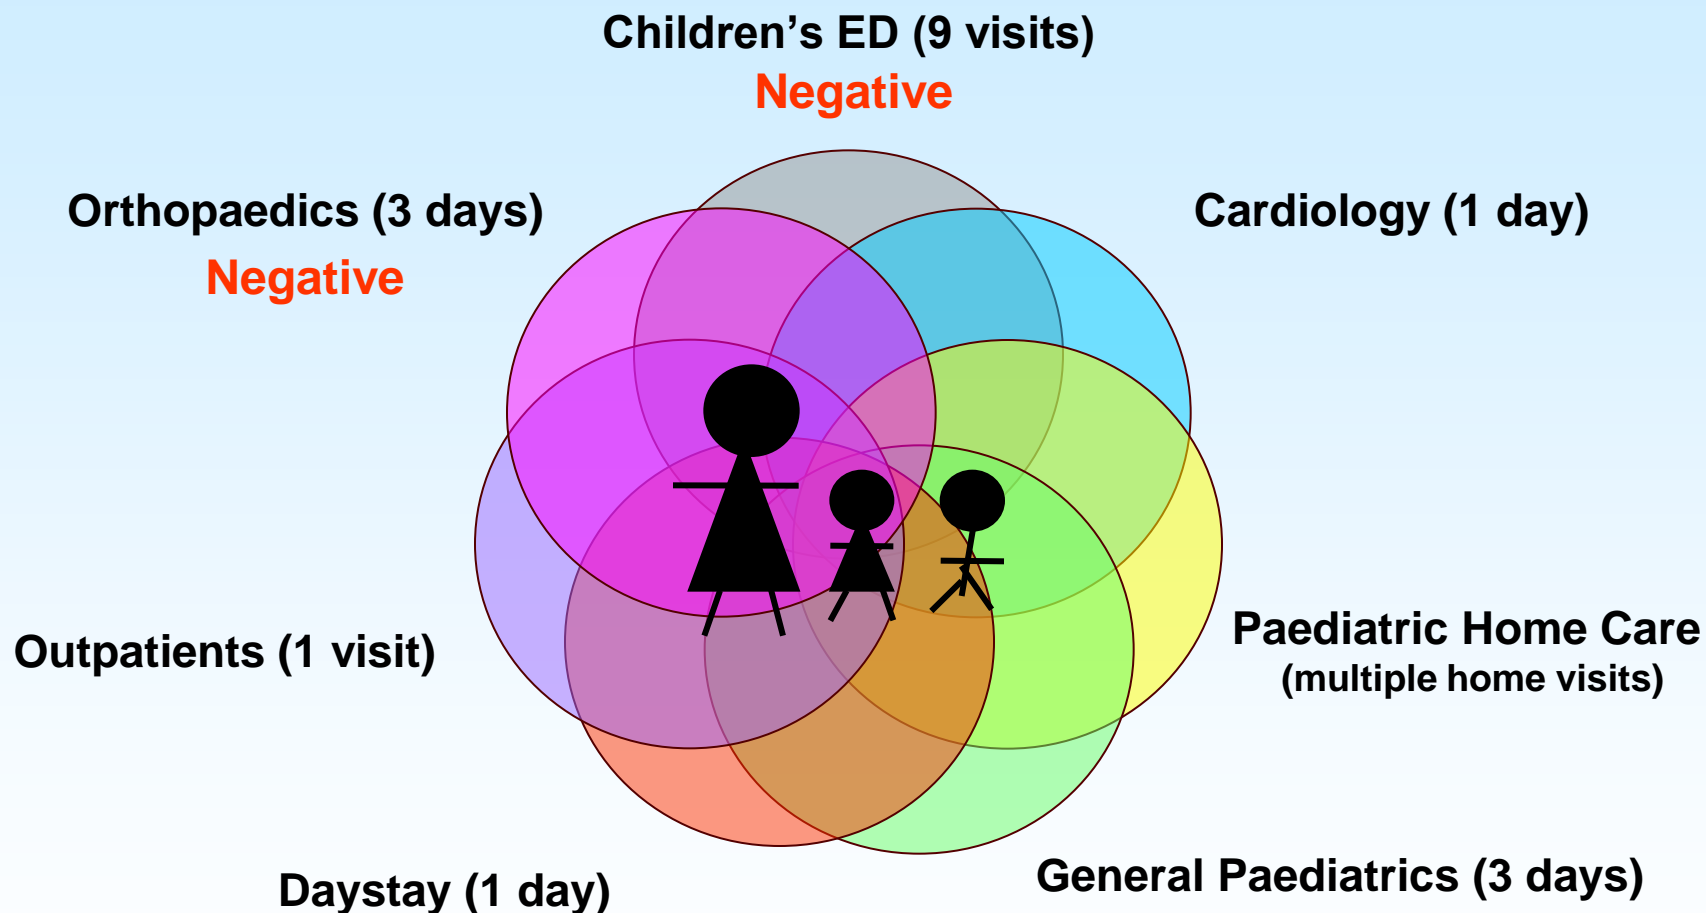 Children’s ED (9 visits)
Negative
Orthopaedics (3 days)
Negative
Cardiology (1 day)
Outpatients (1 visit)
Paediatric Home Care
(multiple home visits)
Daystay (1 day)
General Paediatrics (3 days)